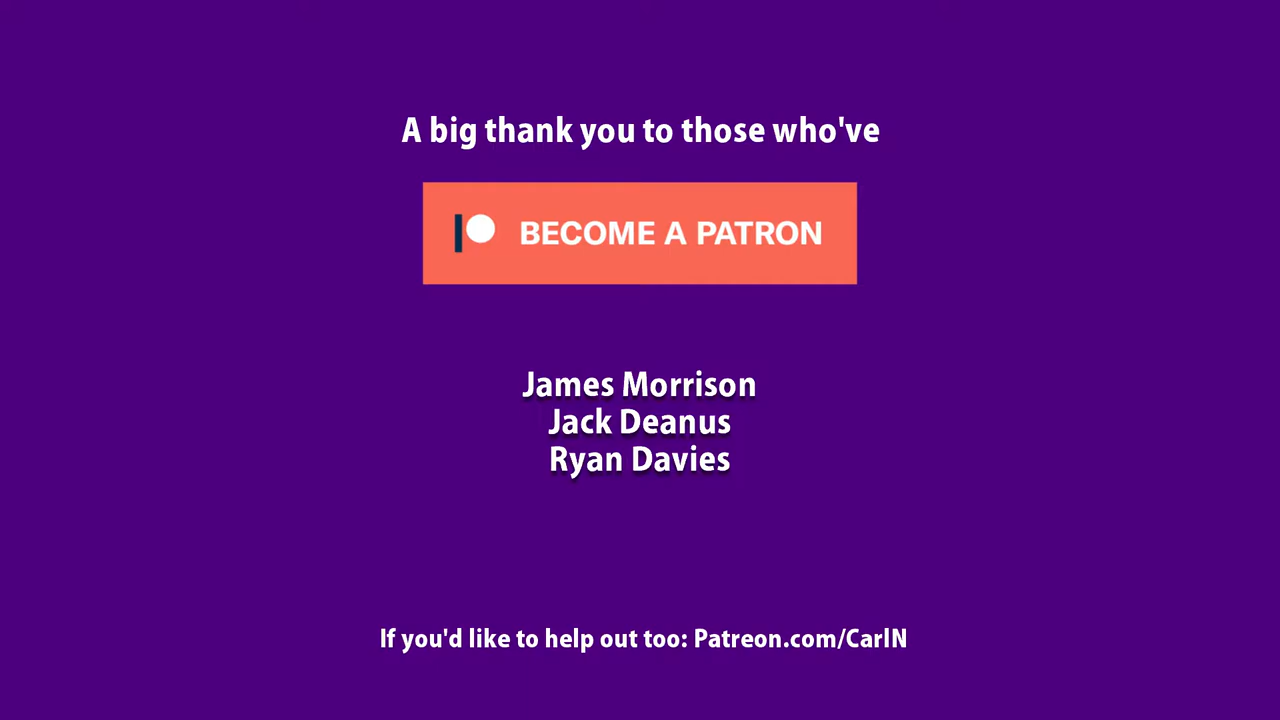 A big thank you to those who've
BECOME A PATRON
James Morrison
Jack Deanus
Ryan Davies
If you'd like to help out too: Patreon.com/CarlN